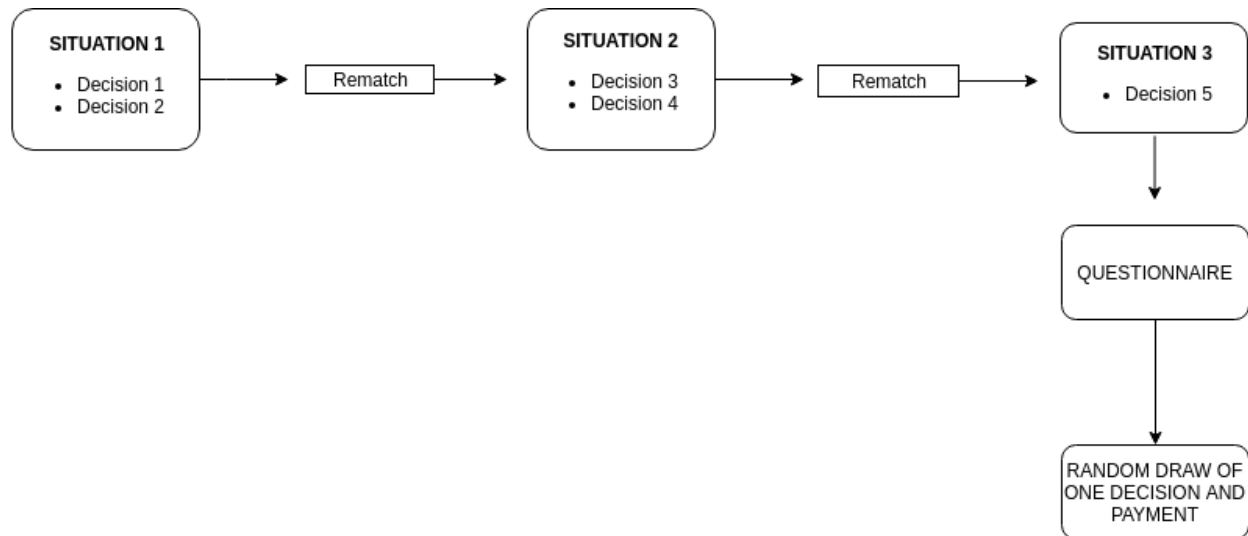 SITUATION 1
• Decision 1
• Decision 2
Rematch
SITUATION 2
• Decision 3
• Decision 4
Rematch
SITUATION 3
• Decision 5
QUESTIONNAIRE
RANDOM DRAW OF
ONE DECISION AND
PAYMENT